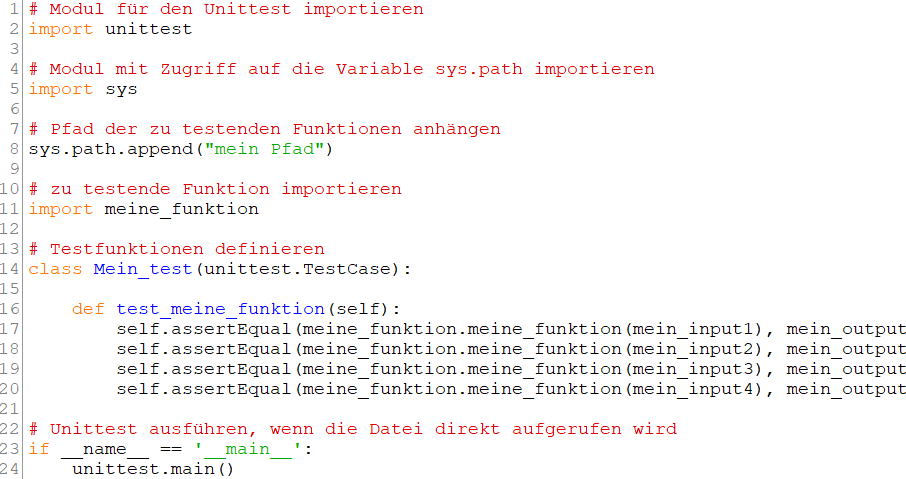 1 # Modul für den Unittest importieren
2 import unittest
3
4 # Modul mit Zugriff auf die Variable sys.path importieren
5 import sys
6
7 # Pfad der zu testenden Funktionen anhängen
8 sys.path.append("mein Pfad")
9
10 # zu testende Funktion importieren
11 import meine_funktion
12
13 # Testfunktionen definieren
14 class Mein_test(unittest.TestCase):
15
16     def test_meine_funktion(self):
17         self.assertEqual(meine_funktion.meine_funktion(mein_input1), mein_output
18         self.assertEqual(meine_funktion.meine_funktion(mein_input2), mein_output
19         self.assertEqual(meine_funktion.meine_funktion(mein_input3), mein_output
20         self.assertEqual(meine_funktion.meine_funktion(mein_input4), mein_output
21
22 # Unittest ausführen, wenn die Datei direkt aufgerufen wird
23 if __name__ == '__main__':
24     unittest.main()